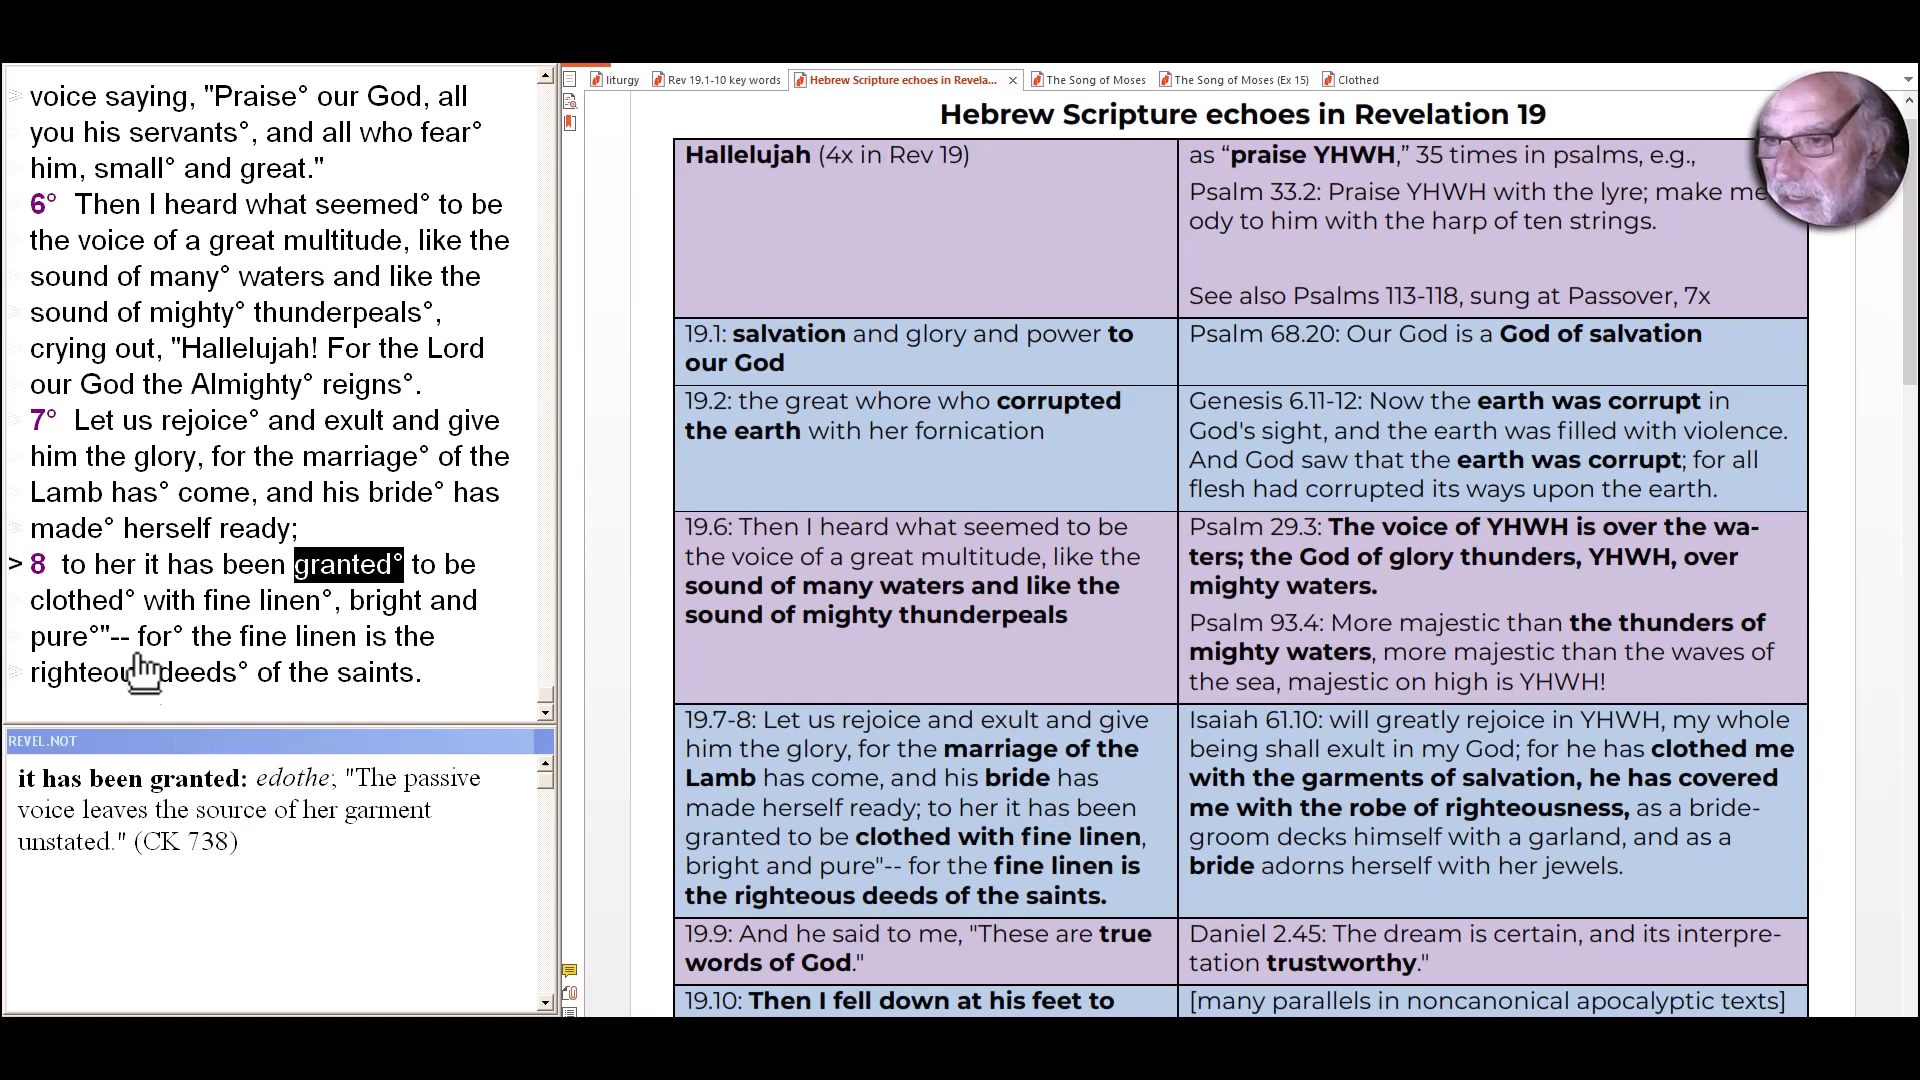 voice saying, "Praise° our God, all
you his servants°, and all who fear°
him, small° and great."
6° Then I heard what seemed° to be
the voice of a great multitude, like the
sound of many° waters and like the
sound of mighty° thunderpeals°,
crying out, "Hallelujah! For the Lord
our God the Almighty° reigns°.
7° Let us rejoice° and exult and give
him the glory, for the marriage° of the
Lamb has° come, and his bride° has
made° herself ready;
> 8 to her it has been granted° to be
clothed° with fine linen°, bright and
pure°"-- for° the fine linen is the
righteou deeds° of the saints.
REVEL.NOT
it has been granted: edothe; "The passive
voice leaves the source of her garment
unstated." (CK 738)
liturgy
Rev 19.1-10 key words
Hebrew Scripture echoes in Revela...
The Song of Moses
The Song of Moses (Ex 15)
Clothed
Hebrew Scripture echoes in Revelation 19
Hallelujah (4x in Rev 19)
as “praise YHWH,” 35 times in psalms, e.g.,
Psalm 33.2: Praise YHWH with the lyre; make me
ody to him with the harp of ten strings.
See also Psalms 113-118, sung at Passover, 7x
19.1: salvation and glory and power to
our God
Psalm 68.20: Our God is a God of salvation
19.2: the great whore who corrupted
the earth with her fornication
Genesis 6.11-12: Now the earth was corrupt in
God's sight, and the earth was filled with violence.
And God saw that the earth was corrupt; for all
flesh had corrupted its ways upon the earth.
19.6: Then I heard what seemed to be
the voice of a great multitude, like the
sound of many waters and like the
sound of mighty thunderpeals
Psalm 29.3: The voice of YHWH is over the wa-
ters; the God of glory thunders, YHWH, over
mighty waters.
Psalm 93.4: More majestic than the thunders of
mighty waters, more majestic than the waves of
the sea, majestic on high is YHWH!
19.7-8: Let us rejoice and exult and give
him the glory, for the marriage of the
Lamb has come, and his bride has
made herself ready; to her it has been
granted to be clothed with fine linen,
bright and pure"-- for the fine linen is
the righteous deeds of the saints.
Isaiah 61.10: will greatly rejoice in YHWH, my whole
being shall exult in my God; for he has clothed me
with the garments of salvation, he has covered
me with the robe of righteousness, as a bride-
groom decks himself with a garland, and as a
bride adorns herself with her jewels.
19.9: And he said to me, "These are true
words of God."
Daniel 2.45: The dream is certain, and its interpre-
tation trustworthy."
19.10: Then I fell down at his feet to
[many parallels in noncanonical apocalyptic texts]